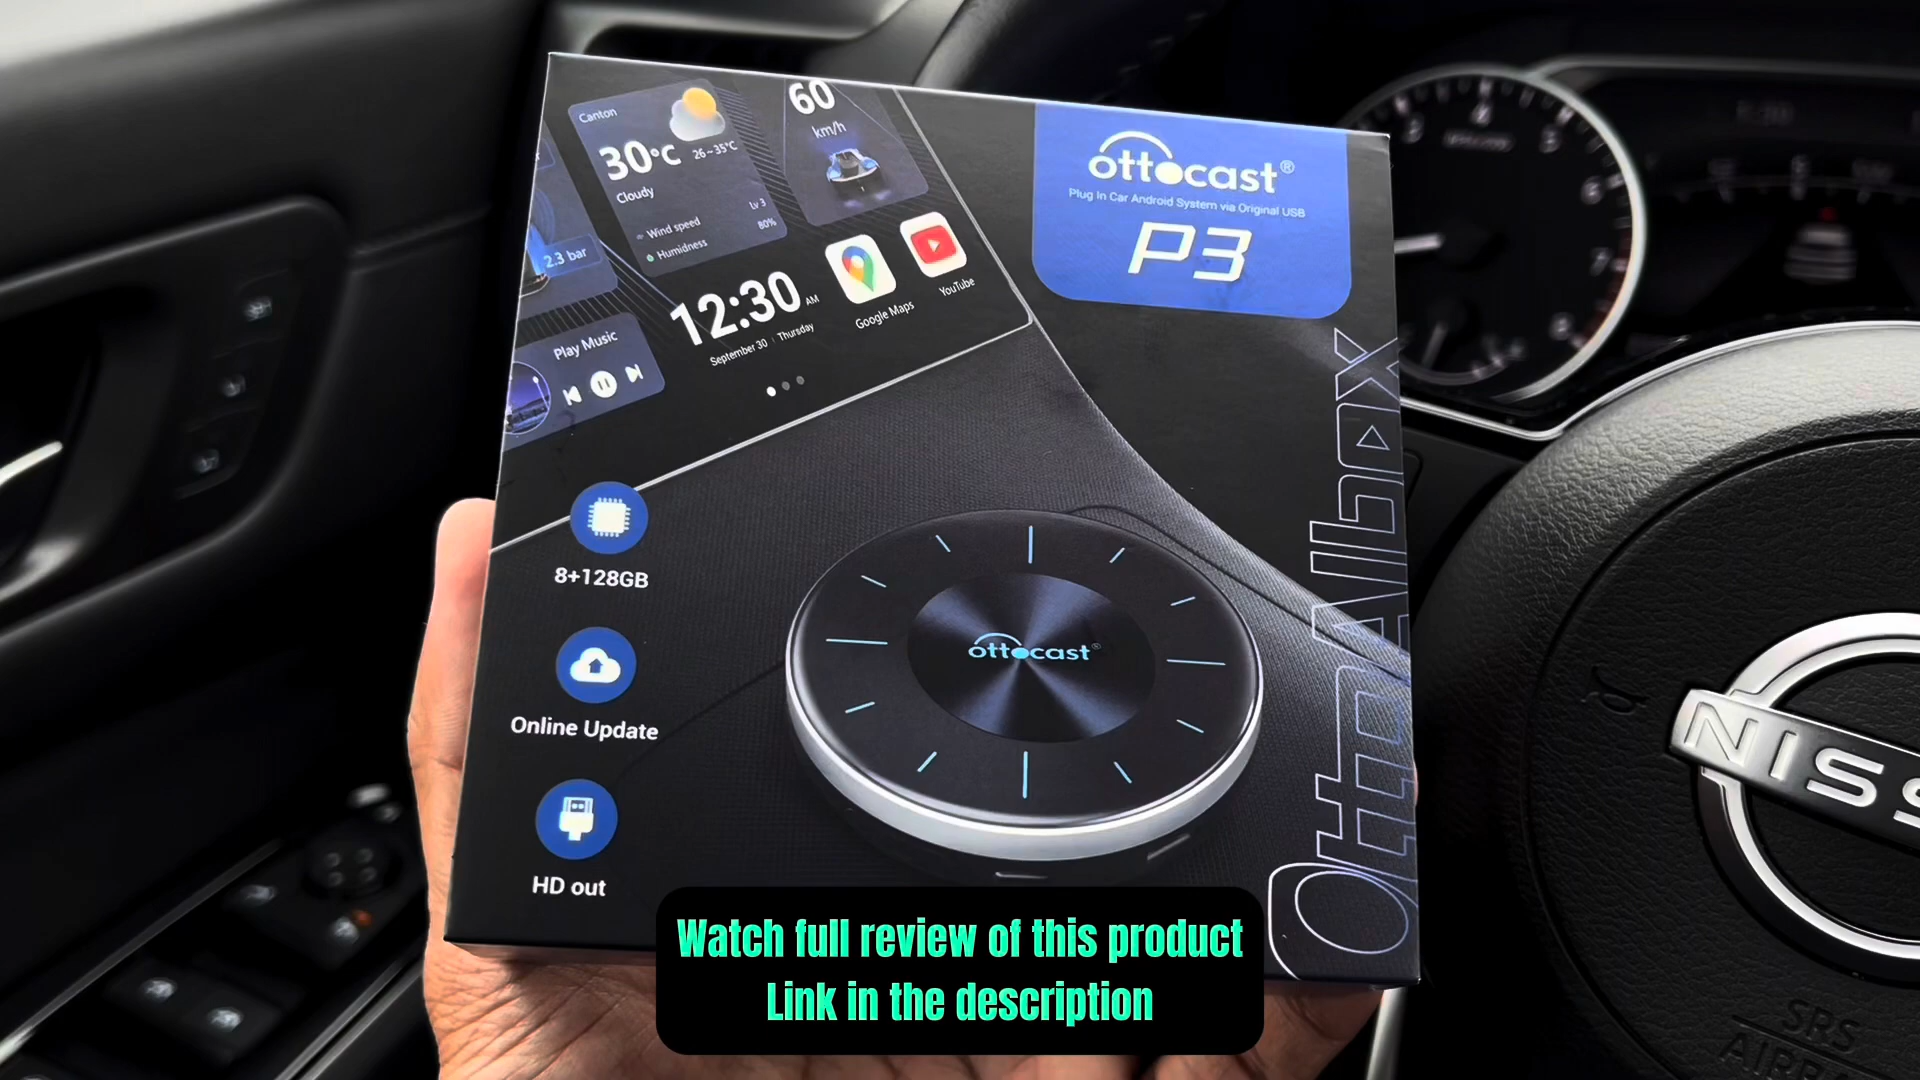 Canton
30°C
26~35°C
Cloudy
Wind speed
Lv 3
Humidness
80%
60
km/h
2.3 bar
Play Music
12:30 AM
September 30 | Thursday
Google Maps
YouTube
ottocast®
Plug In Car Android System via Original USB
P3
8+128GB
Online Update
HD out
ottocast®
OttoAIbox
NISS
SRS
Watch full review of this product
Link in the description